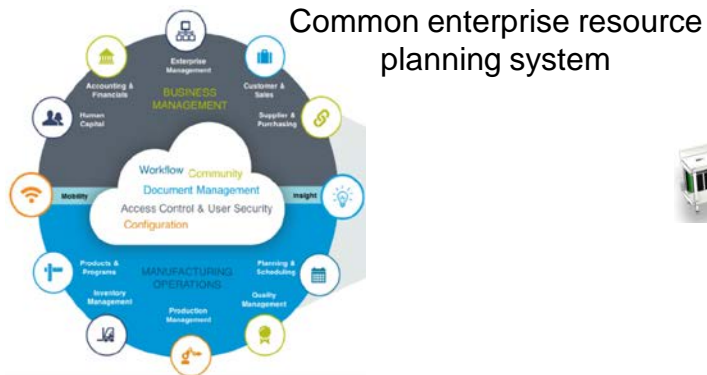 Common enterprise resource
planning system
Enterprise
Management
Accounting &
Financials
BUSINESS
MANAGEMENT
Customer &
Sales
Human
Capital
Supplier &
Purchasing
Workflow Community
Document Management
Mobility
Insight
Access Control & User Security
Configuration
Products &
Programs
MANUFACTURING
OPERATIONS
Planning &
Scheduling
Inventory
Management
Quality
Management
Production
Management